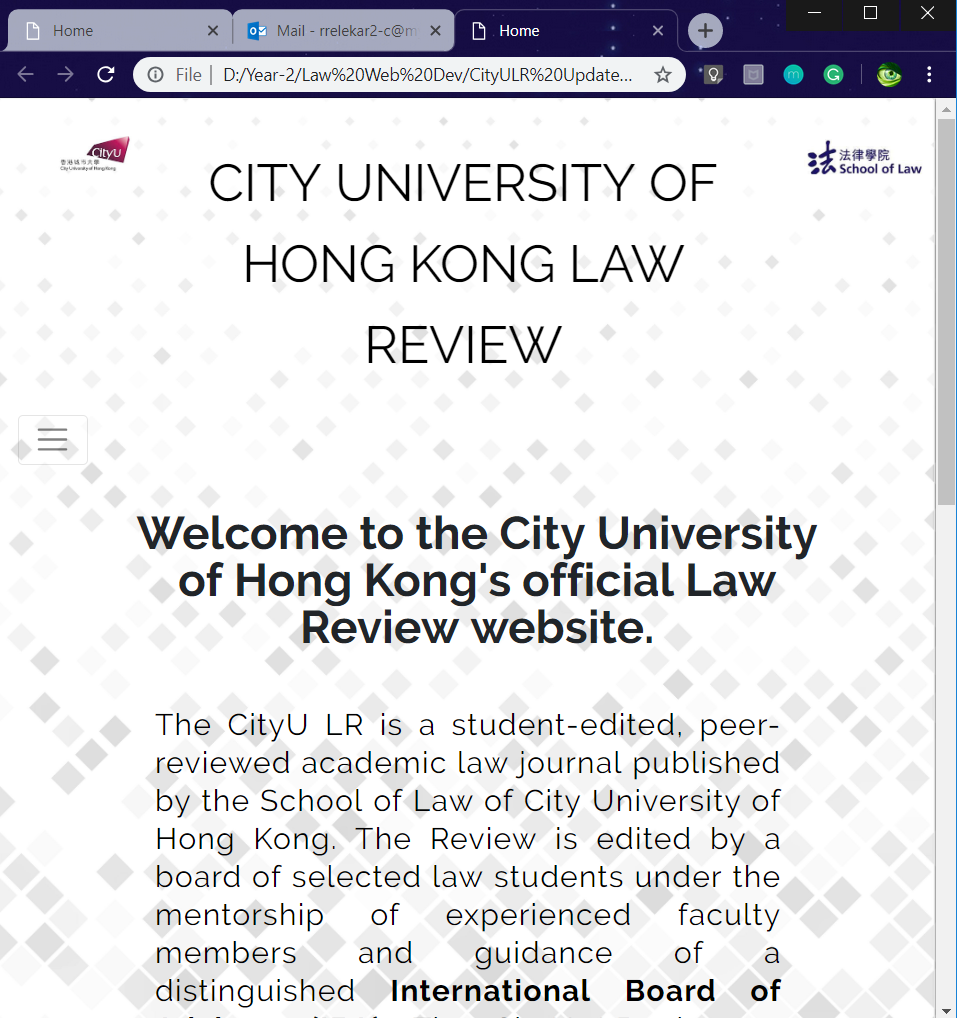 Home
Mail - rrelekar2-c@m
Home
File
D:/Year-2/Law%20Web%20Dev/CityULR%20Update...
CityU
香港城市大學
City University of Hong Kong
法律學院
School of Law
CITY UNIVERSITY OF
HONG KONG LAW
REVIEW
Welcome to the City University
of Hong Kong's official Law
Review website.
The CityU LR is a student-edited, peer-
reviewed academic law journal published
by the School of Law of City University of
Hong Kong. The Review is edited by a
board of selected law students under the
mentorship of experienced faculty
members and guidance of a
distinguished International Board of